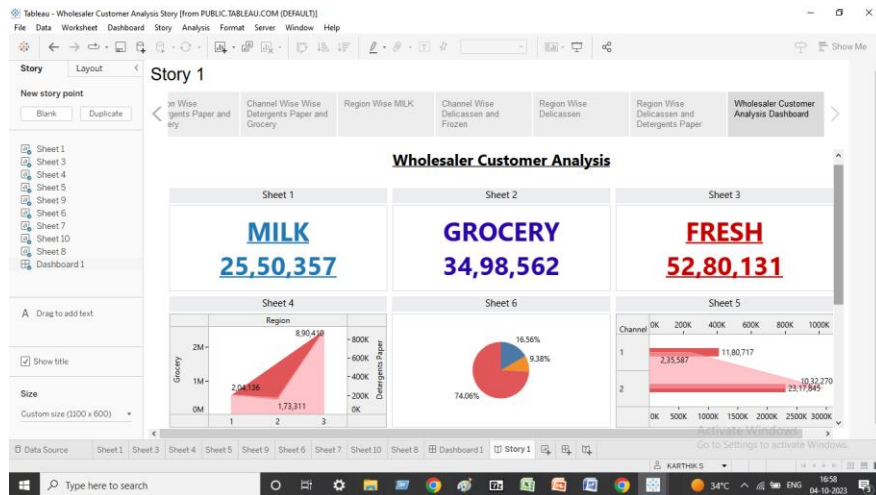 Tableau - Wholesaler Customer Analysis Story [from PUBLIC.TABLEAU.COM (DEFAULT)]
File Data Worksheet Dashboard Story Analysis Format Server Window Help
Show Me
Story Layout
New story point
Blank Duplicate
Sheet 1
Sheet 3
Sheet 4
Sheet 5
Sheet 9
Sheet 6
Sheet 7
Sheet 10
Sheet 8
Dashboard 1
A Drag to add text
Show title
Size
Custom size (1100 x 600)
Story 1
on Wise
rgents Paper and
ery
Channel Wise Wise
Detergents Paper and
Grocery
Region Wise MILK
Channel Wise
Delicassen and
Frozen
Region Wise
Delicassen
Region Wise
Delicassen and
Detergents Paper
Wholesaler Customer
Analysis Dashboard
Wholesaler Customer Analysis
Sheet 1
MILK
25,50,357
Sheet 2
GROCERY
34,98,562
Sheet 3
FRESH
52,80,131
Sheet 4
Region
Grocery
2M
1M
0M
8,90,410
2,04,136
1,73,311
800K
600K
400K
200K
0K
Detergents Paper
1 2 3
Sheet 6
16.56%
9.38%
74.06%
Sheet 5
Channel 0K 200K 400K 600K 800K 1000K
1
2,35,587 11,80,717
2
10,32,270
23,17,845
0K 500K 1000K 1500K 2000K 2500K 3000K
Activate Windows
Go to Settings to activate Windows.
Data Source Sheet 1 Sheet 3 Sheet 4 Sheet 5 Sheet 9 Sheet 6 Sheet 7 Sheet 10 Sheet 8 Dashboard 1 Story 1
KARTHIK S
Type here to search
34°C ENG 16:58
04-10-2023